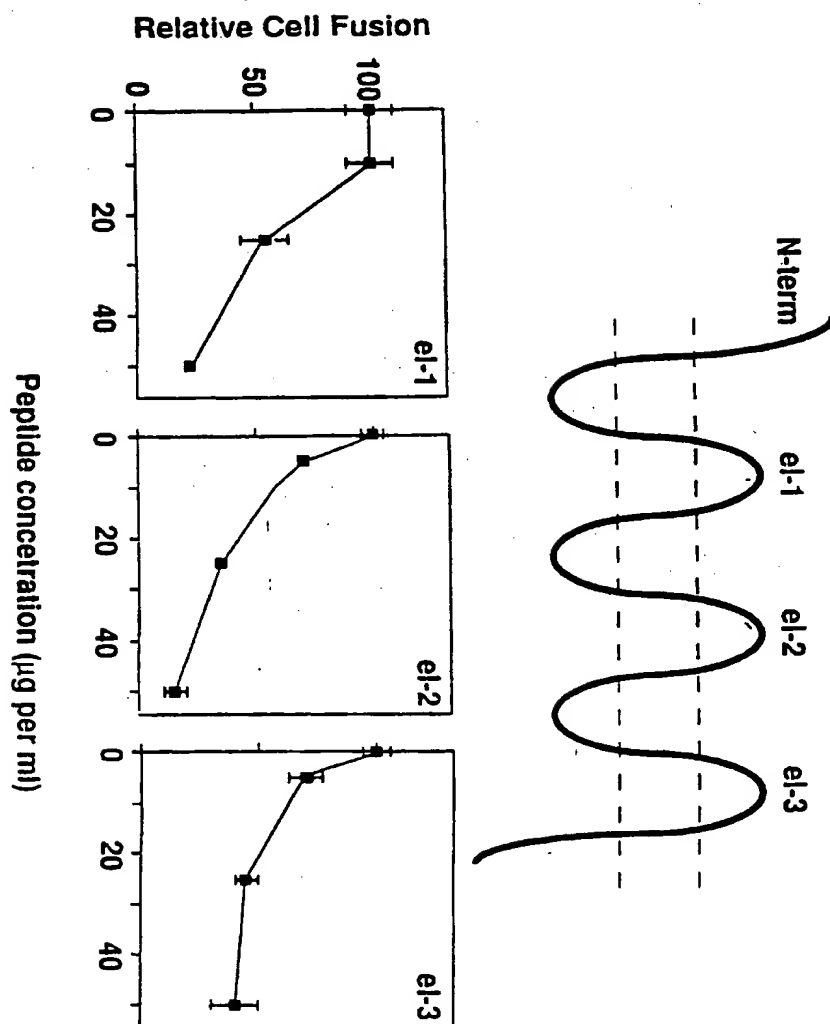 N-term
el-1
el-2
el-3
Relative Cell Fusion
100
50
0
el-1
el-2
el-3
0
20
40
0
20
40
0
20
40
Peptide concetration (µg per ml)